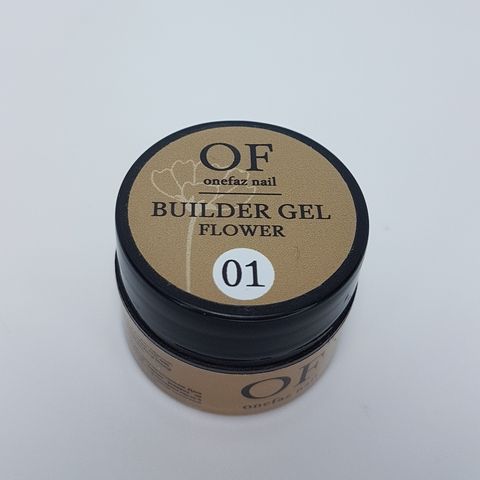 OF
onefaz nail
BUILDER GEL
FLOWER
01
OF
onefaz nail